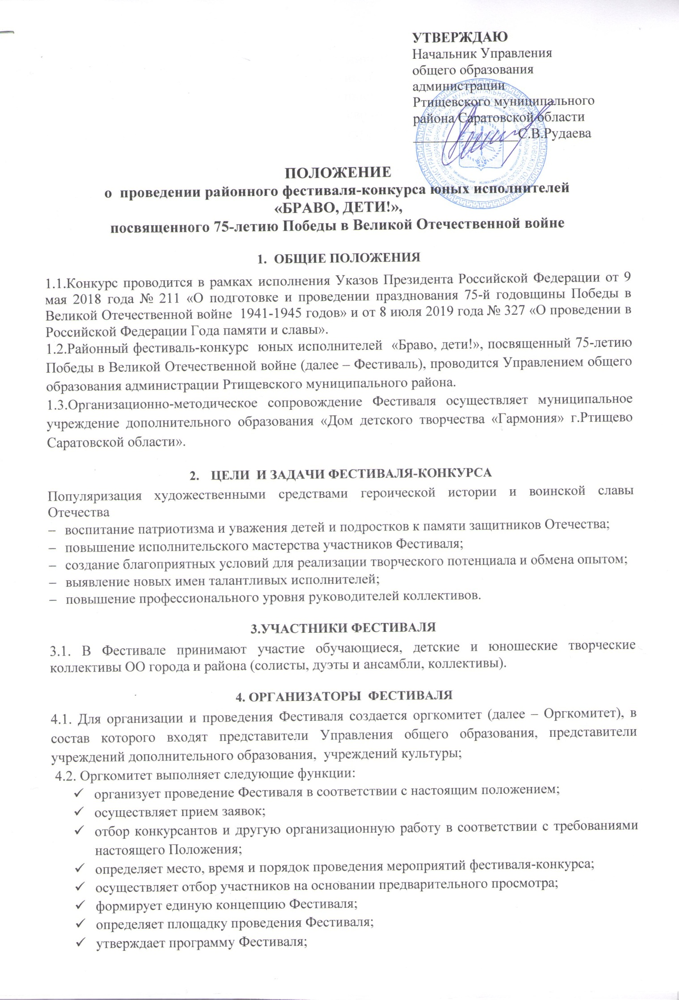 УТВЕРЖДАЮ
Начальник Управления
общего образования
администрации
Ртищевского муниципального
района Саратовской области
_______________С.В.Рудаева
ПОЛОЖЕНИЕ
о проведении районного фестиваля-конкурса юных исполнителей
«БРАВО, ДЕТИ!»,
посвященного 75-летию Победы в Великой Отечественной войне
1. ОБЩИЕ ПОЛОЖЕНИЯ
1.1.Конкурс проводится в рамках исполнения Указов Президента Российской Федерации от 9
мая 2018 года № 211 «О подготовке и проведении празднования 75-й годовщины Победы в
Великой Отечественной войне 1941-1945 годов» и от 8 июля 2019 года № 327 «О проведении в
Российской Федерации Года памяти и славы».
1.2.Районный фестиваль-конкурс юных исполнителей «Браво, дети!», посвященный 75-летию
Победы в Великой Отечественной войне (далее – Фестиваль), проводится Управлением общего
образования администрации Ртищевского муниципального района.
1.3.Организационно-методическое сопровождение Фестиваля осуществляет муниципальное
учреждение дополнительного образования «Дом детского творчества «Гармония» г.Ртищево
Саратовской области».
2. ЦЕЛИ И ЗАДАЧИ ФЕСТИВАЛЯ-КОНКУРСА
Популяризация художественными средствами героической истории и воинской славы
Отечества
– воспитание патриотизма и уважения детей и подростков к памяти защитников Отечества;
– повышение исполнительского мастерства участников Фестиваля;
– создание благоприятных условий для реализации творческого потенциала и обмена опытом;
– выявление новых имен талантливых исполнителей;
– повышение профессионального уровня руководителей коллективов.
3.УЧАСТНИКИ ФЕСТИВАЛЯ
3.1. В Фестивале принимают участие обучающиеся, детские и юношеские творческие
коллективы ОО города и района (солисты, дуэты и ансамбли, коллективы).
4. ОРГАНИЗАТОРЫ ФЕСТИВАЛЯ
4.1. Для организации и проведения Фестиваля создается оргкомитет (далее – Оргкомитет), в
состав которого входят представители Управления общего образования, представители
учреждений дополнительного образования, учреждений культуры;
4.2. Оргкомитет выполняет следующие функции:
✓ организует проведение Фестиваля в соответствии с настоящим положением;
✓ осуществляет прием заявок;
✓ отбор конкурсантов и другую организационную работу в соответствии с требованиями
настоящего Положения;
✓ определяет место, время и порядок проведения мероприятий фестиваля-конкурса;
✓ осуществляет отбор участников на основании предварительного просмотра;
✓ формирует единую концепцию Фестиваля;
✓ определяет площадку проведения Фестиваля;
✓ утверждает программу Фестиваля;